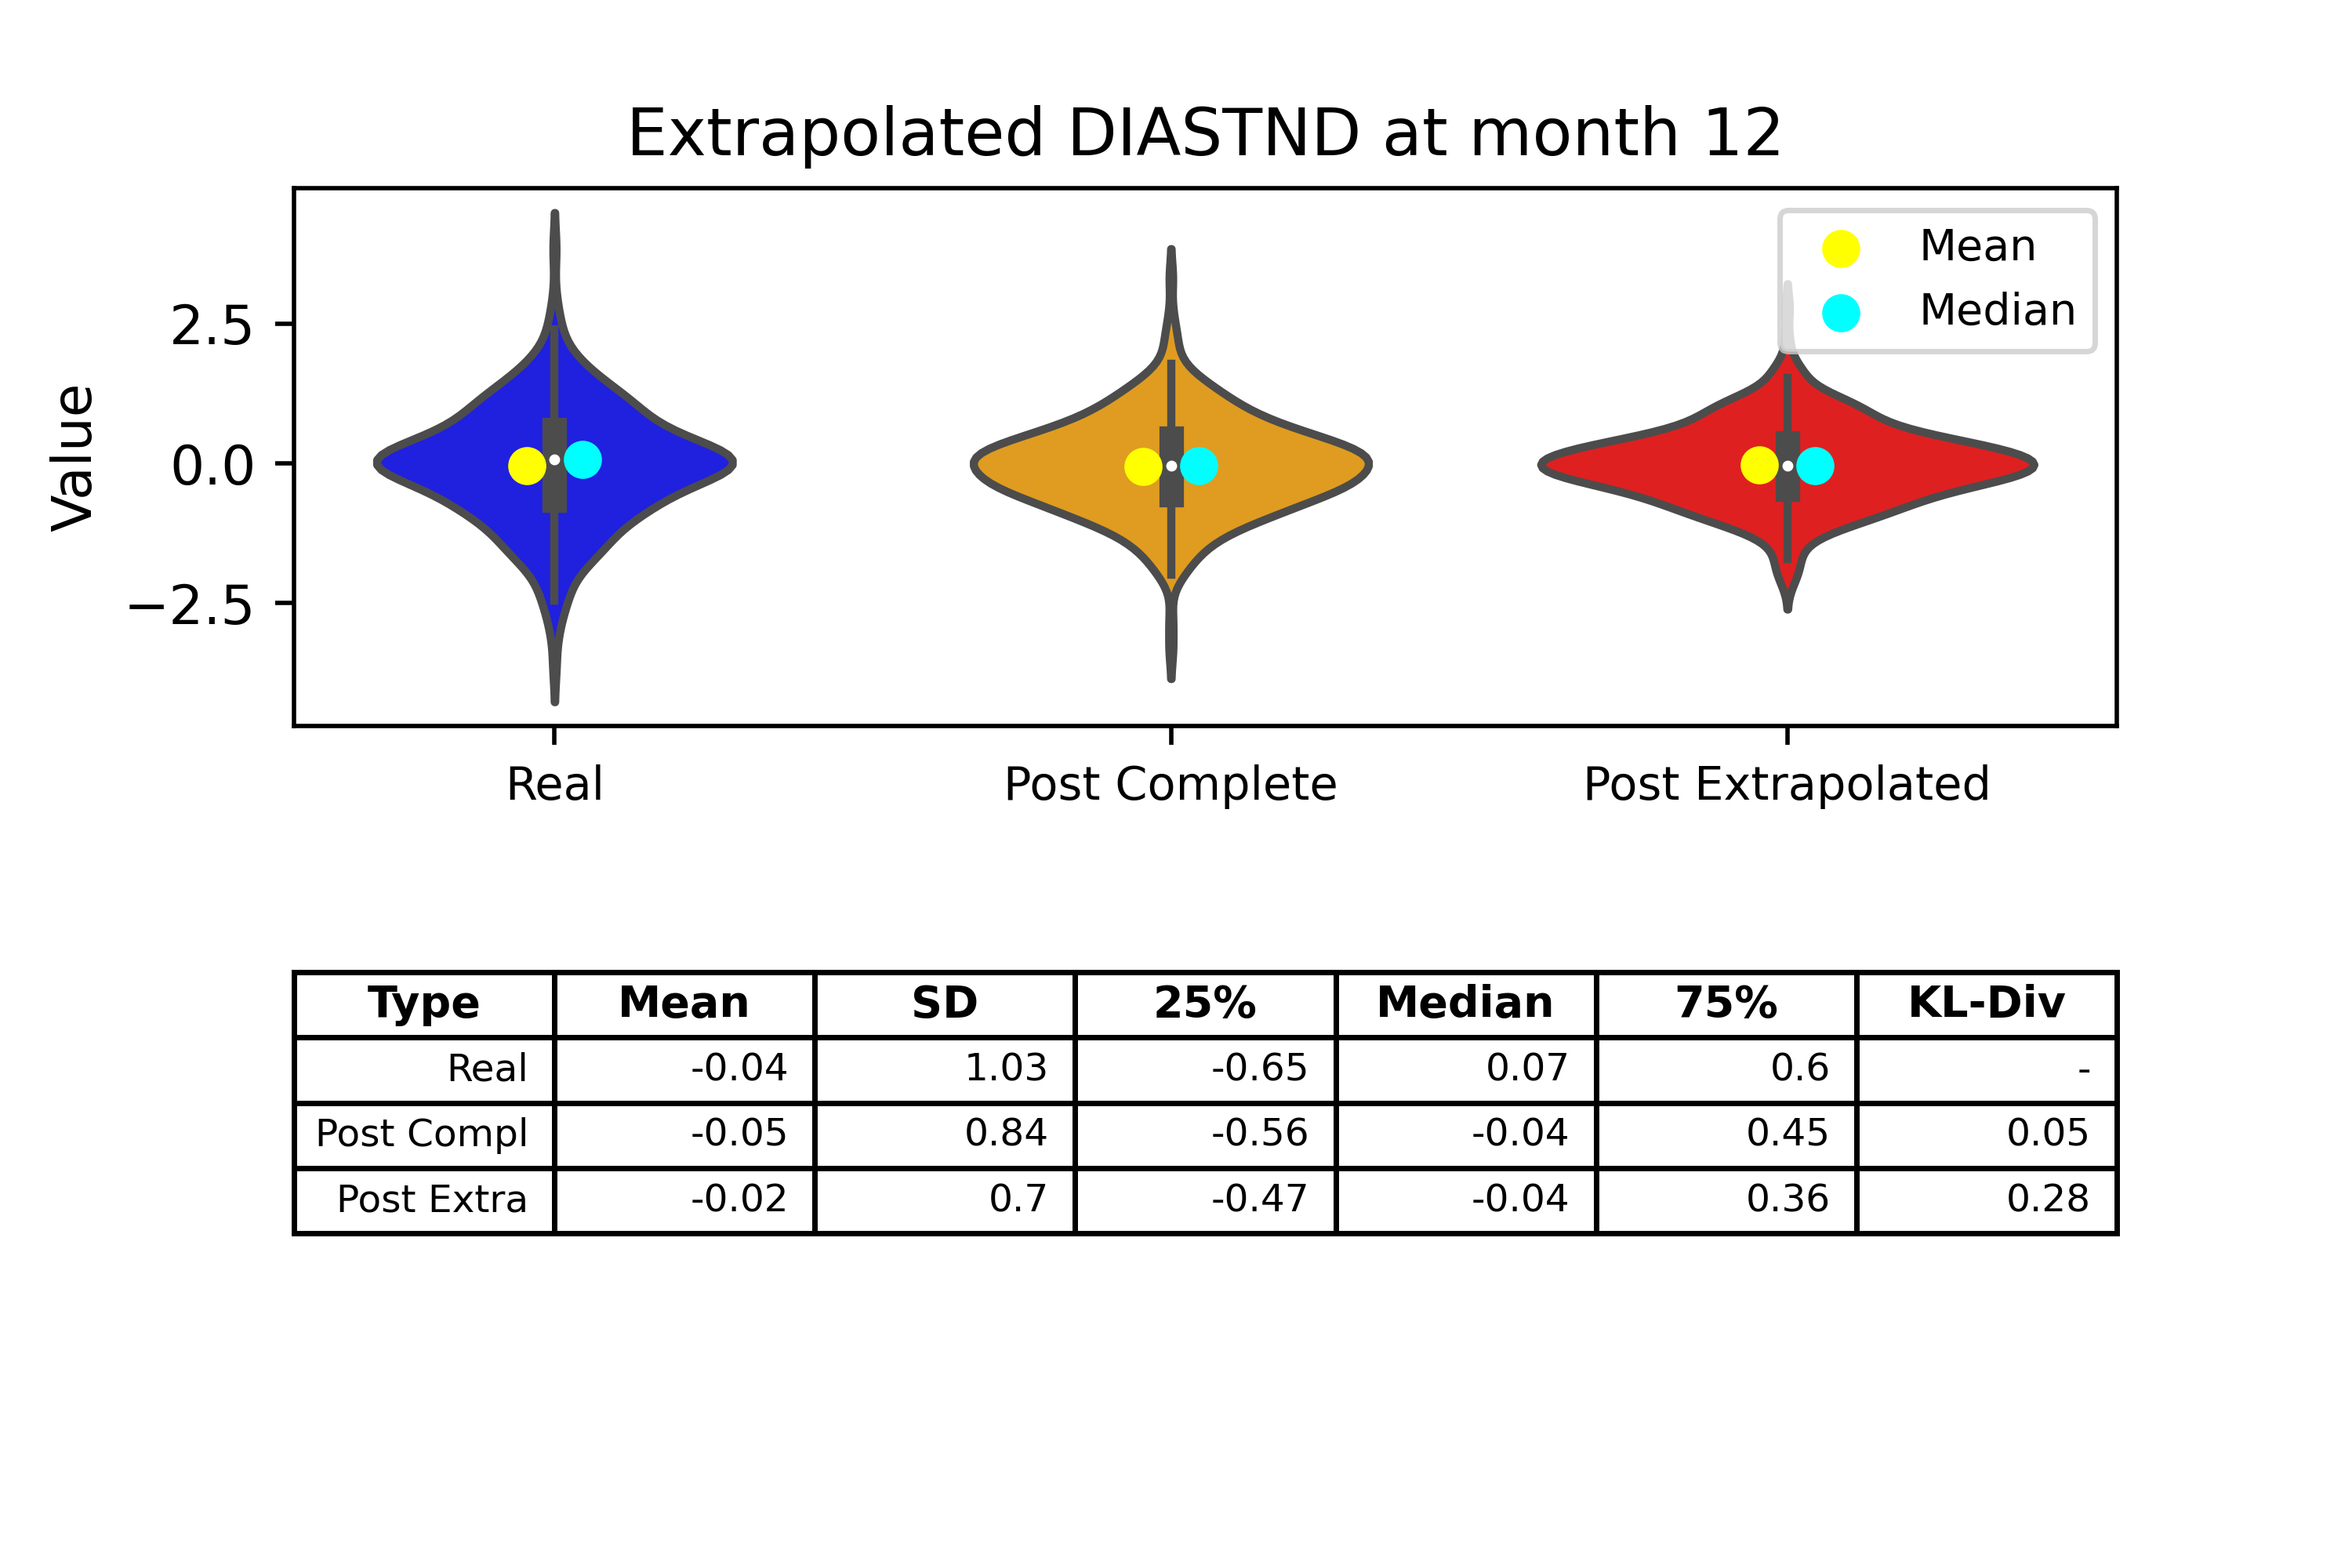 Extrapolated DIASTND at month 12
Value
2.5
0.0
−2.5
Mean
Median
Real Post Complete Post Extrapolated
Type Mean SD 25% Median 75% KL-Div
Real -0.04 1.03 -0.65 0.07 0.6 -
Post Compl -0.05 0.84 -0.56 -0.04 0.45 0.05
Post Extra -0.02 0.7 -0.47 -0.04 0.36 0.28